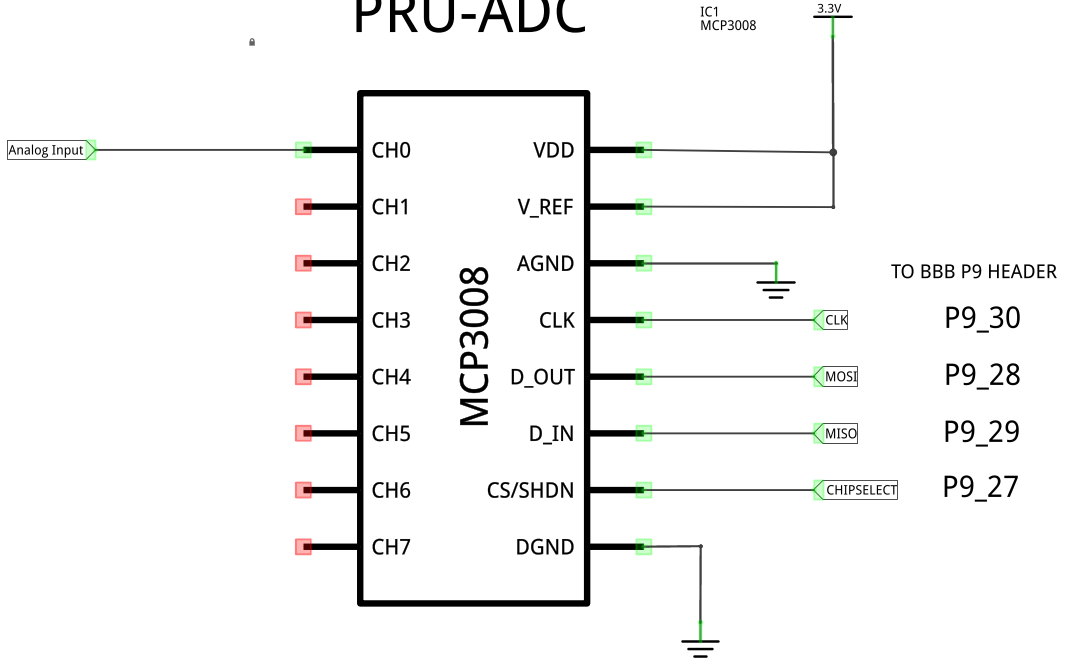 PRU-ADC
IC1
MCP3008
3.3V
Analog Input
CH0
CH1
CH2
CH3
CH4
CH5
CH6
CH7
MCP3008
VDD
V_REF
AGND
CLK
D_OUT
D_IN
CS/SHDN
DGND
CLK
MOSI
MISO
CHIPSELECT
TO BBB P9 HEADER
P9_30
P9_28
P9_29
P9_27